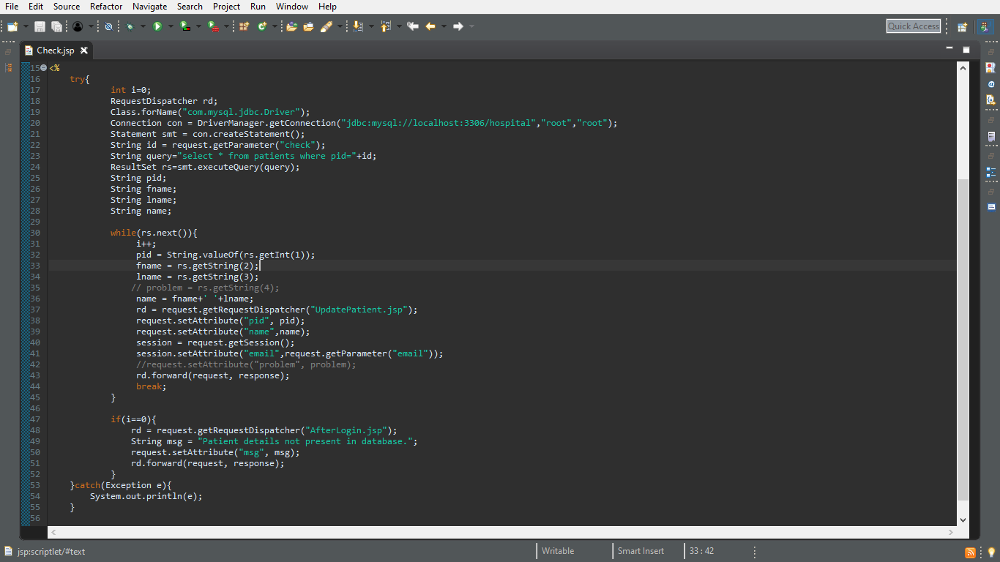 File Edit Source Refactor Navigate Search Project Run Window Help
Quick Access
Check.jsp
15 <%
16 try{
17 int i=0;
18 RequestDispatcher rd;
19 Class.forName("com.mysql.jdbc.Driver");
20 Connection con = DriverManager.getConnection("jdbc:mysql://localhost:3306/hospital","root","root");
21 Statement smt = con.createStatement();
22 String id = request.getParameter("check");
23 String query="select * from patients where pid="+id;
24 ResultSet rs=smt.executeQuery(query);
25 String pid;
26 String fname;
27 String lname;
28 String name;
29
30 while(rs.next()){
31 i++;
32 pid = String.valueOf(rs.getInt(1));
33 fname = rs.getString(2);
34 lname = rs.getString(3);
35 // problem = rs.getString(4);
36 name = fname+' '+lname;
37 rd = request.getRequestDispatcher("UpdatePatient.jsp");
38 request.setAttribute("pid", pid);
39 request.setAttribute("name",name);
40 session = request.getSession();
41 session.setAttribute("email",request.getParameter("email"));
42 //request.setAttribute("problem", problem);
43 rd.forward(request, response);
44 break;
45 }
46
47 if(i==0){
48 rd = request.getRequestDispatcher("AfterLogin.jsp");
49 String msg = "Patient details not present in database.";
50 request.setAttribute("msg", msg);
51 rd.forward(request, response);
52 }
53 }catch(Exception e){
54 System.out.println(e);
55 }
56
jsp:scriptlet/#text Writable Smart Insert 33 : 42